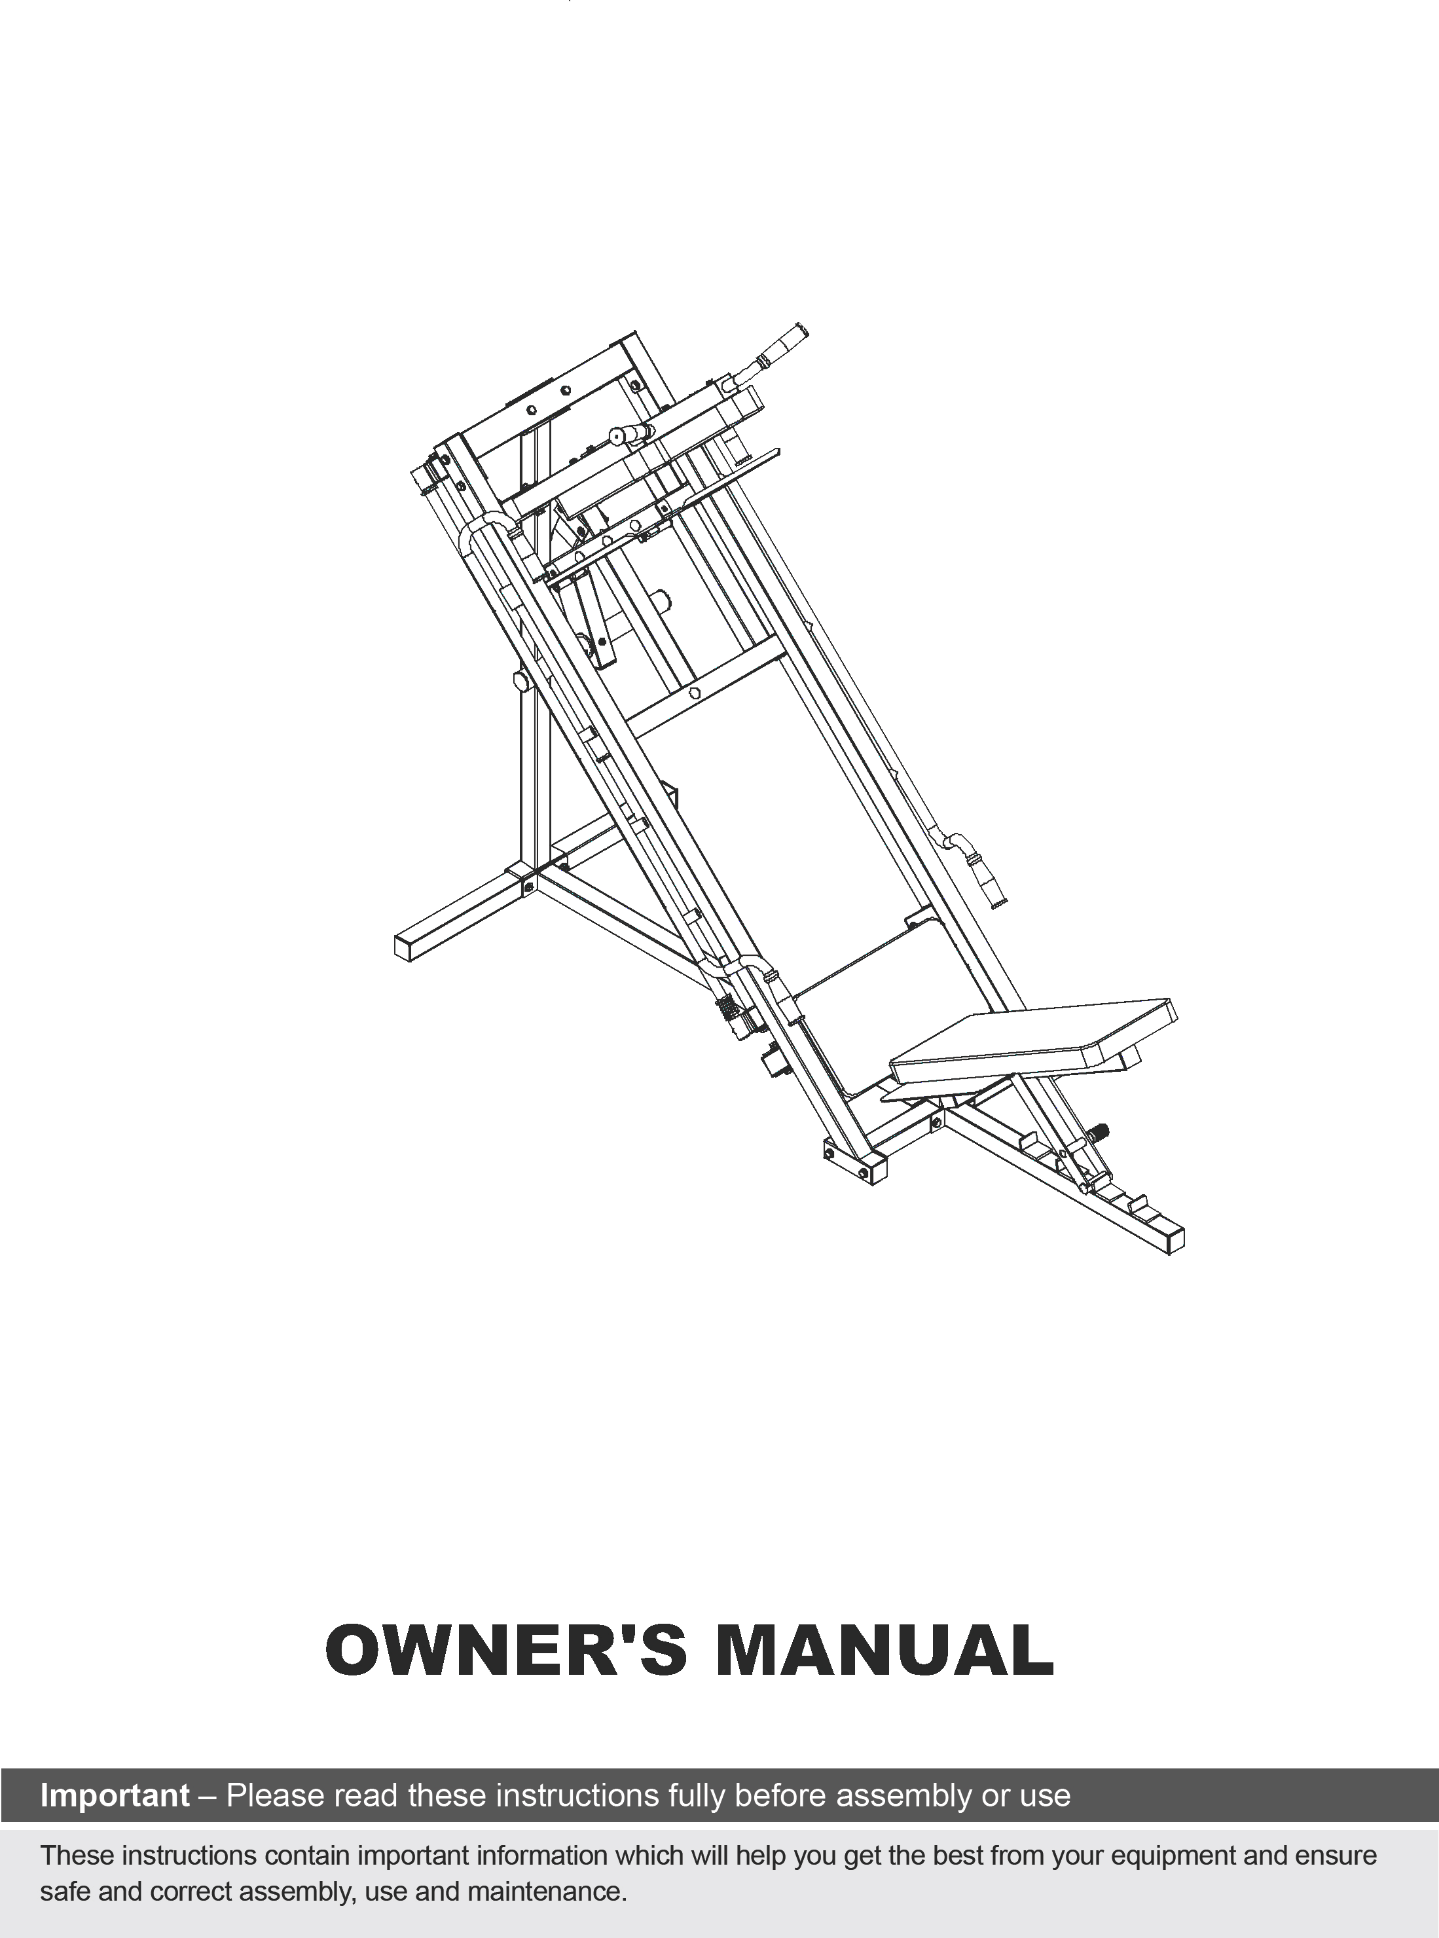 OWNER'S MANUAL
Important – Please read these instructions fully before assembly or use
These instructions contain important information which will help you get the best from your equipment and ensure
safe and correct assembly, use and maintenance.